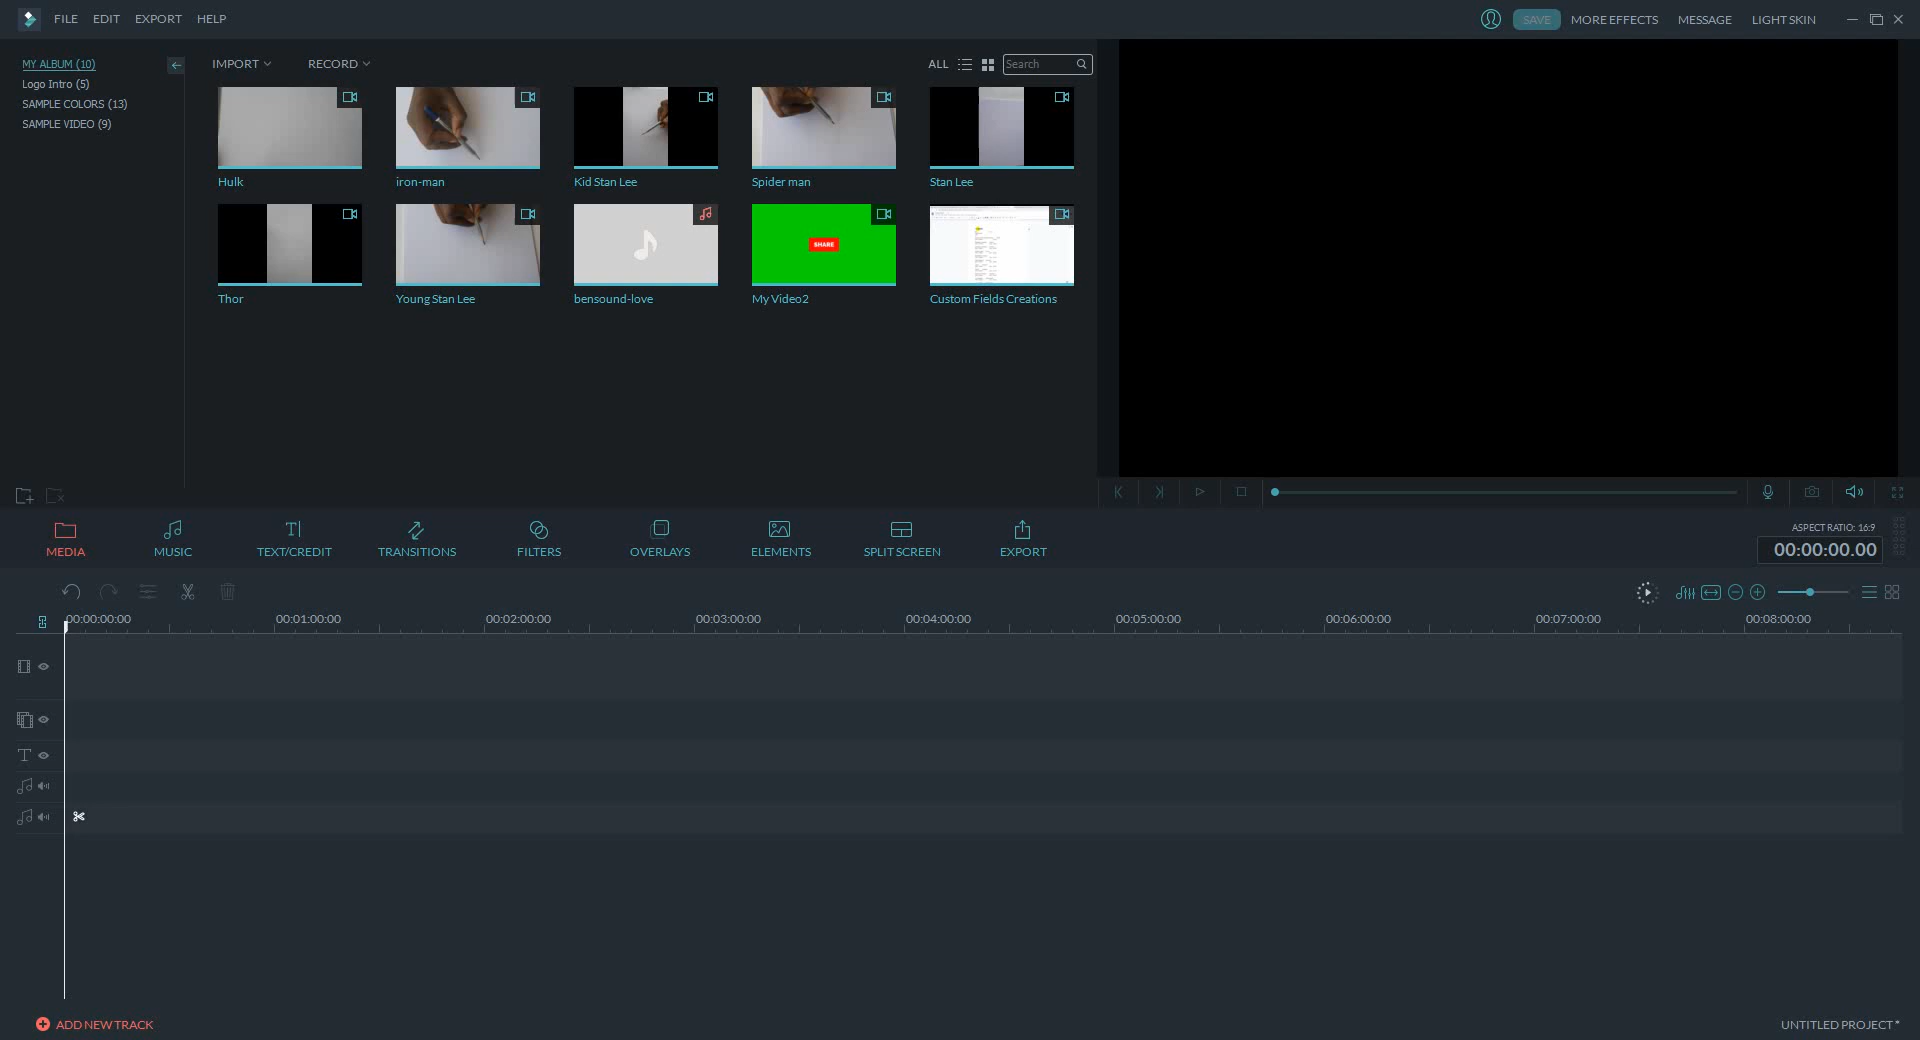 FILE EDIT EXPORT HELP SAVE MORE EFFECTS MESSAGE LIGHT SKIN
MY ALBUM (10)
Logo Intro (5)
SAMPLE COLORS (13)
SAMPLE VIDEO (9)
IMPORT RECORD ALL Search
Hulk iron-man Kid Stan Lee Spider man Stan Lee
SHARE
Thor Young Stan Lee bensound-love My Video2 Custom Fields Creations
MEDIA MUSIC TEXT/CREDIT TRANSITIONS FILTERS OVERLAYS ELEMENTS SPLIT SCREEN EXPORT
ASPECT RATIO: 16:9
00:00:00.00
00:00:00:00 00:01:00:00 00:02:00:00 00:03:00:00 00:04:00:00 00:05:00:00 00:06:00:00 00:07:00:00 00:08:00:00
ADD NEW TRACK UNTITLED PROJECT *